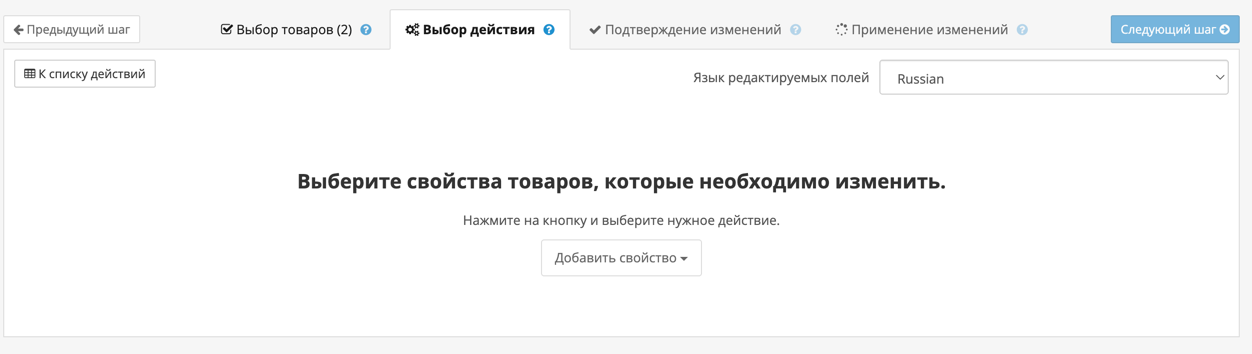 Предыдущий шаг
Выбор товаров (2)
Выбор действия
Подтверждение изменений
Применение изменений
Следующий шаг
К списку действий
Язык редактируемых полей
Russian
Выберите свойства товаров, которые необходимо изменить.
Нажмите на кнопку и выберите нужное действие.
Добавить свойство